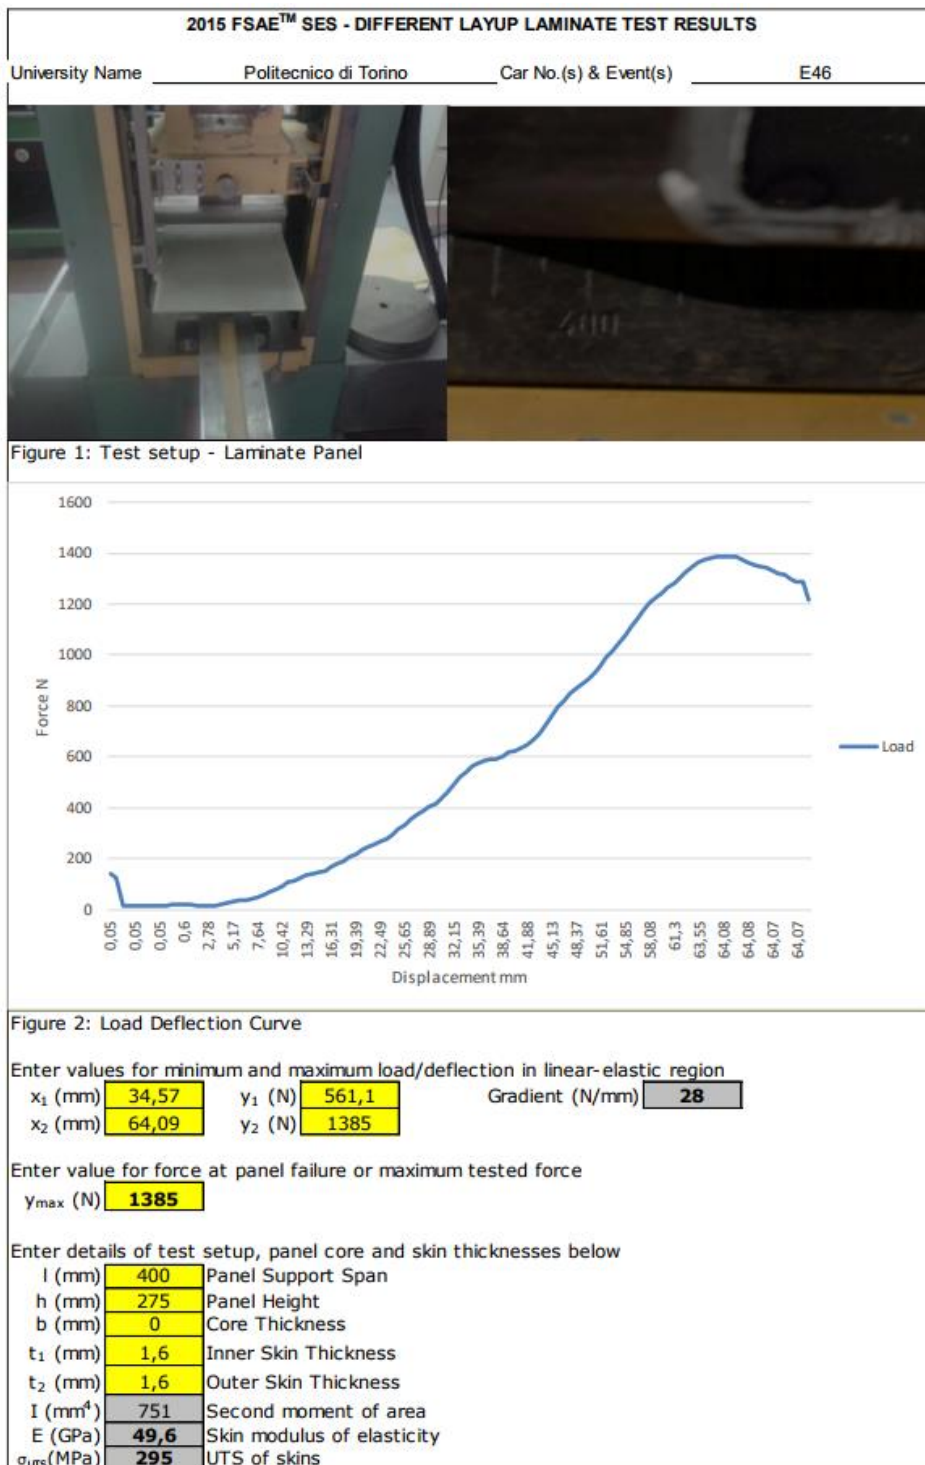 2015 FSAE™ SES - DIFFERENT LAYUP LAMINATE TEST RESULTS
University Name Politecnico di Torino Car No.(s) & Event(s) E46
400
Figure 1: Test setup - Laminate Panel
1600
1400
1200
1000
800
600
400
200
0
Force N
0,05 0,05 0,05 0,6 2,78 5,17 7,64 10,42 13,29 16,31 19,39 22,49 25,65 28,89 32,15 35,39 38,64 41,88 45,13 48,37 51,61 54,85 58,08 61,3 63,55 64,08 64,08 64,07 64,07
Displacement mm
Load
Figure 2: Load Deflection Curve
Enter values for minimum and maximum load/deflection in linear-elastic region
x₁ (mm) 34,57 y₁ (N) 561,1 Gradient (N/mm) 28
x₂ (mm) 64,09 y₂ (N) 1385
Enter value for force at panel failure or maximum tested force
yₘₐₓ (N) 1385
Enter details of test setup, panel core and skin thicknesses below
l (mm) 400 Panel Support Span
h (mm) 275 Panel Height
b (mm) 0 Core Thickness
t₁ (mm) 1,6 Inner Skin Thickness
t₂ (mm) 1,6 Outer Skin Thickness
I (mm⁴) 751 Second moment of area
E (GPa) 49,6 Skin modulus of elasticity
σUTS(MPa) 295 UTS of skins